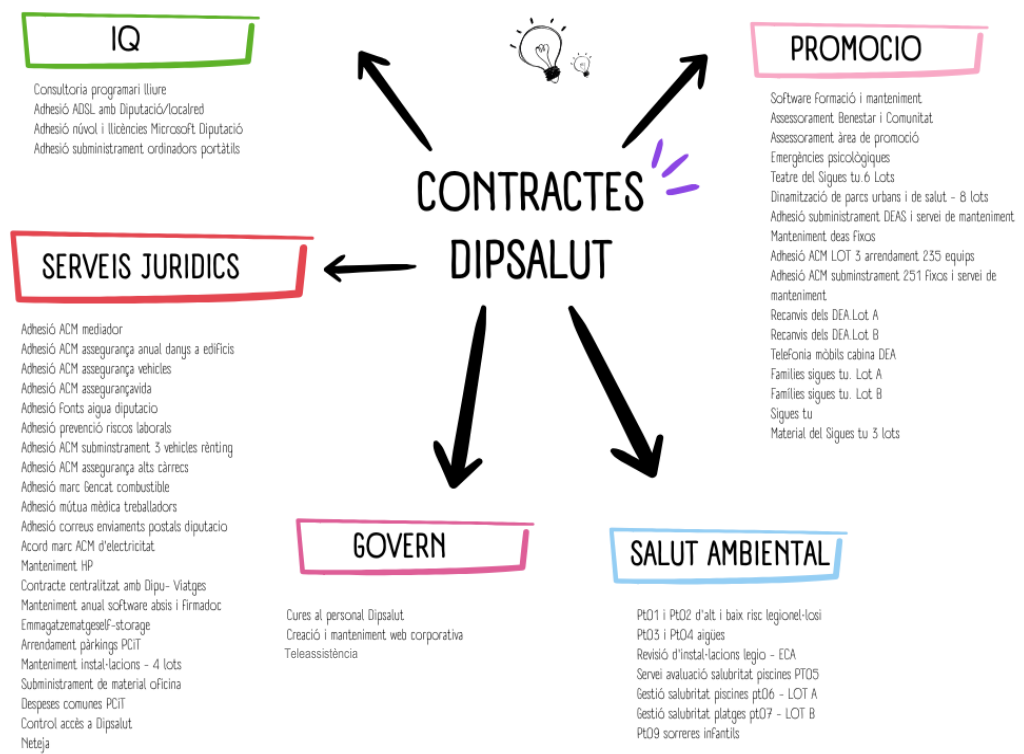 IQ
Consultoria programari lliure
Adhesió ADSL amb Diputació/localred
Adhesió núvol i llicències Microsoft Diputació
Adhesió subministrament ordinadors portàtils
PROMOCIO
Software formació i manteniment
Assessorament Benestar i Comunitat
Assessorament àrea de promoció
Emergències psicològiques
Teatre del Sigues tu.6 Lots
Dinamització de parcs urbans i de salut - 8 lots
Adhesió subministrament DEAS i servei de manteniment
Manteniment deas fixos
Adhesió ACM LOT 3 arrendament 235 equips
Adhesió ACM subminstrament 251 fixos i servei de
manteniment
Recanvis dels DEA.Lot A
Recanvis dels DEA.Lot B
Telefonia mòbils cabina DEA
Famílies sigues tu. Lot A
Famílies sigues tu. Lot B
Sigues tu
Material del Sigues tu 3 lots
CONTRACTES
DIPSALUT
SERVEIS JURIDICS
Adhesió ACM mediador
Adhesió ACM assegurança anual danys a edificis
Adhesió ACM assegurança vehicles
Adhesió ACM assegurançavida
Adhesió fonts aigua diputacio
Adhesió prevenció riscos laborals
Adhesió ACM subminstrament 3 vehicles rènting
Adhesió ACM assegurança alts càrrecs
Adhesió marc Gencat combustible
Adhesió mútua mèdica treballadors
Adhesió correus enviaments postals diputacio
Acord marc ACM d'electricitat
Manteniment HP
Contracte centralitzat amb Dipu- Viatges
Manteniment anual software absis i firmadoc
Emmagatzematgeself-storage
Arrendament pàrkings PCiT
Manteniment instal·lacions - 4 lots
Subministrament de material oficina
Despeses comunes PCiT
Control accès a Dipsalut
Neteja
GOVERN
Cures al personal Dipsalut
Creació i manteniment web corporativa
Teleassistència
SALUT AMBIENTAL
Pt01 i Pt02 d'alt i baix risc legionel·losi
Pt03 i Pt04 aigües
Revisió d'instal·lacions legio - ECA
Servei avaluació salubritat piscines PT05
Gestió salubritat piscines pt06 - LOT A
Gestió salubritat platges pt07 - LOT B
Pt09 sorreres infantils